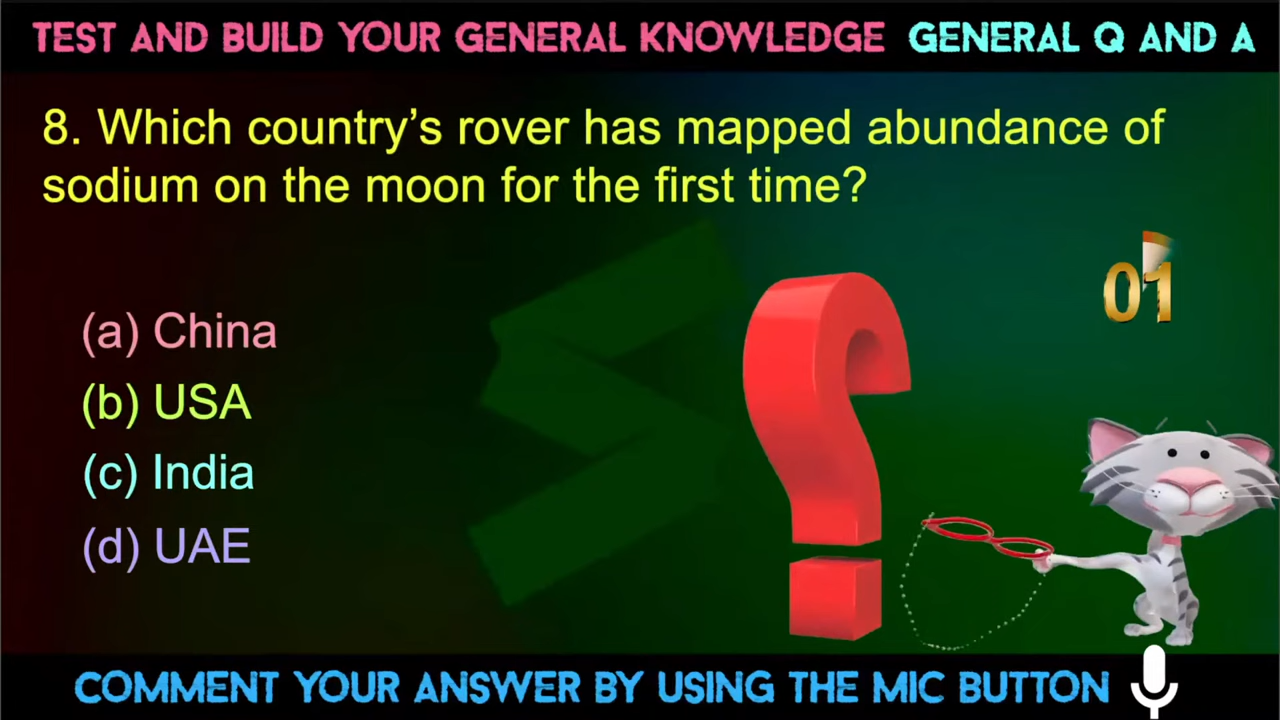 TEST AND BUILD YOUR GENERAL KNOWLEDGE GENERAL Q AND A
8. Which country’s rover has mapped abundance of
sodium on the moon for the first time?
01
(a) China
(b) USA
(c) India
(d) UAE
COMMENT YOUR ANSWER BY USING THE MIC BUTTON